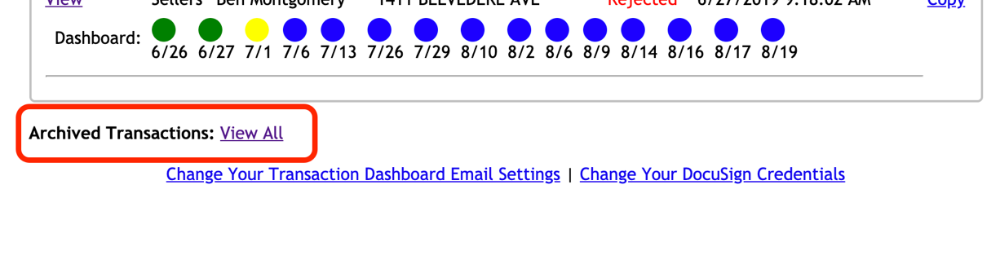 View Sellers Ben Montgomery 1411 BELVEDERE AVE Rejected 6/27/2019 9:18:02 AM Copy
Dashboard:
6/26 6/27 7/1 7/6 7/13 7/26 7/29 8/10 8/2 8/6 8/9 8/14 8/16 8/17 8/19
Archived Transactions: View All
Change Your Transaction Dashboard Email Settings | Change Your DocuSign Credentials